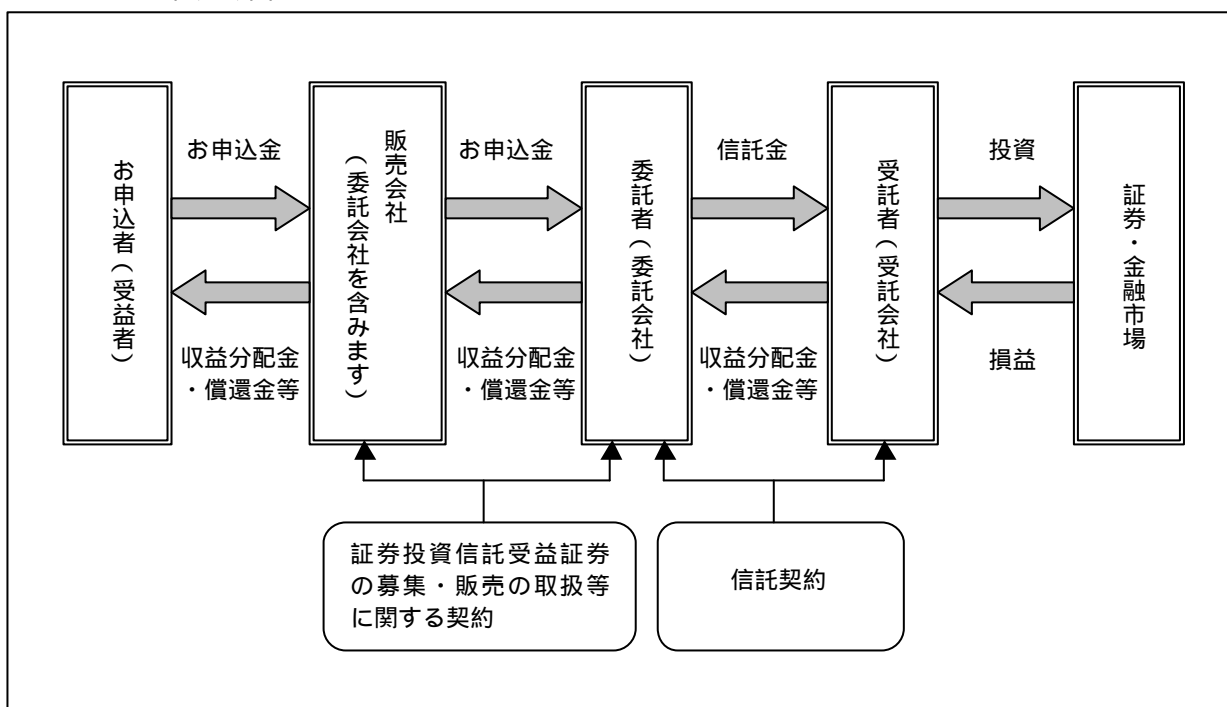 お申込者（受益者）
お申込金
収益分配金
・償還金等
販売会社
（委託会社を含みます）
お申込金
収益分配金
・償還金等
委託者（委託会社）
信託金
収益分配金
・償還金等
受託者（受託会社）
投資
損益
証券・金融市場
証券投資信託受益証券
の募集・販売の取扱等
に関する契約
信託契約